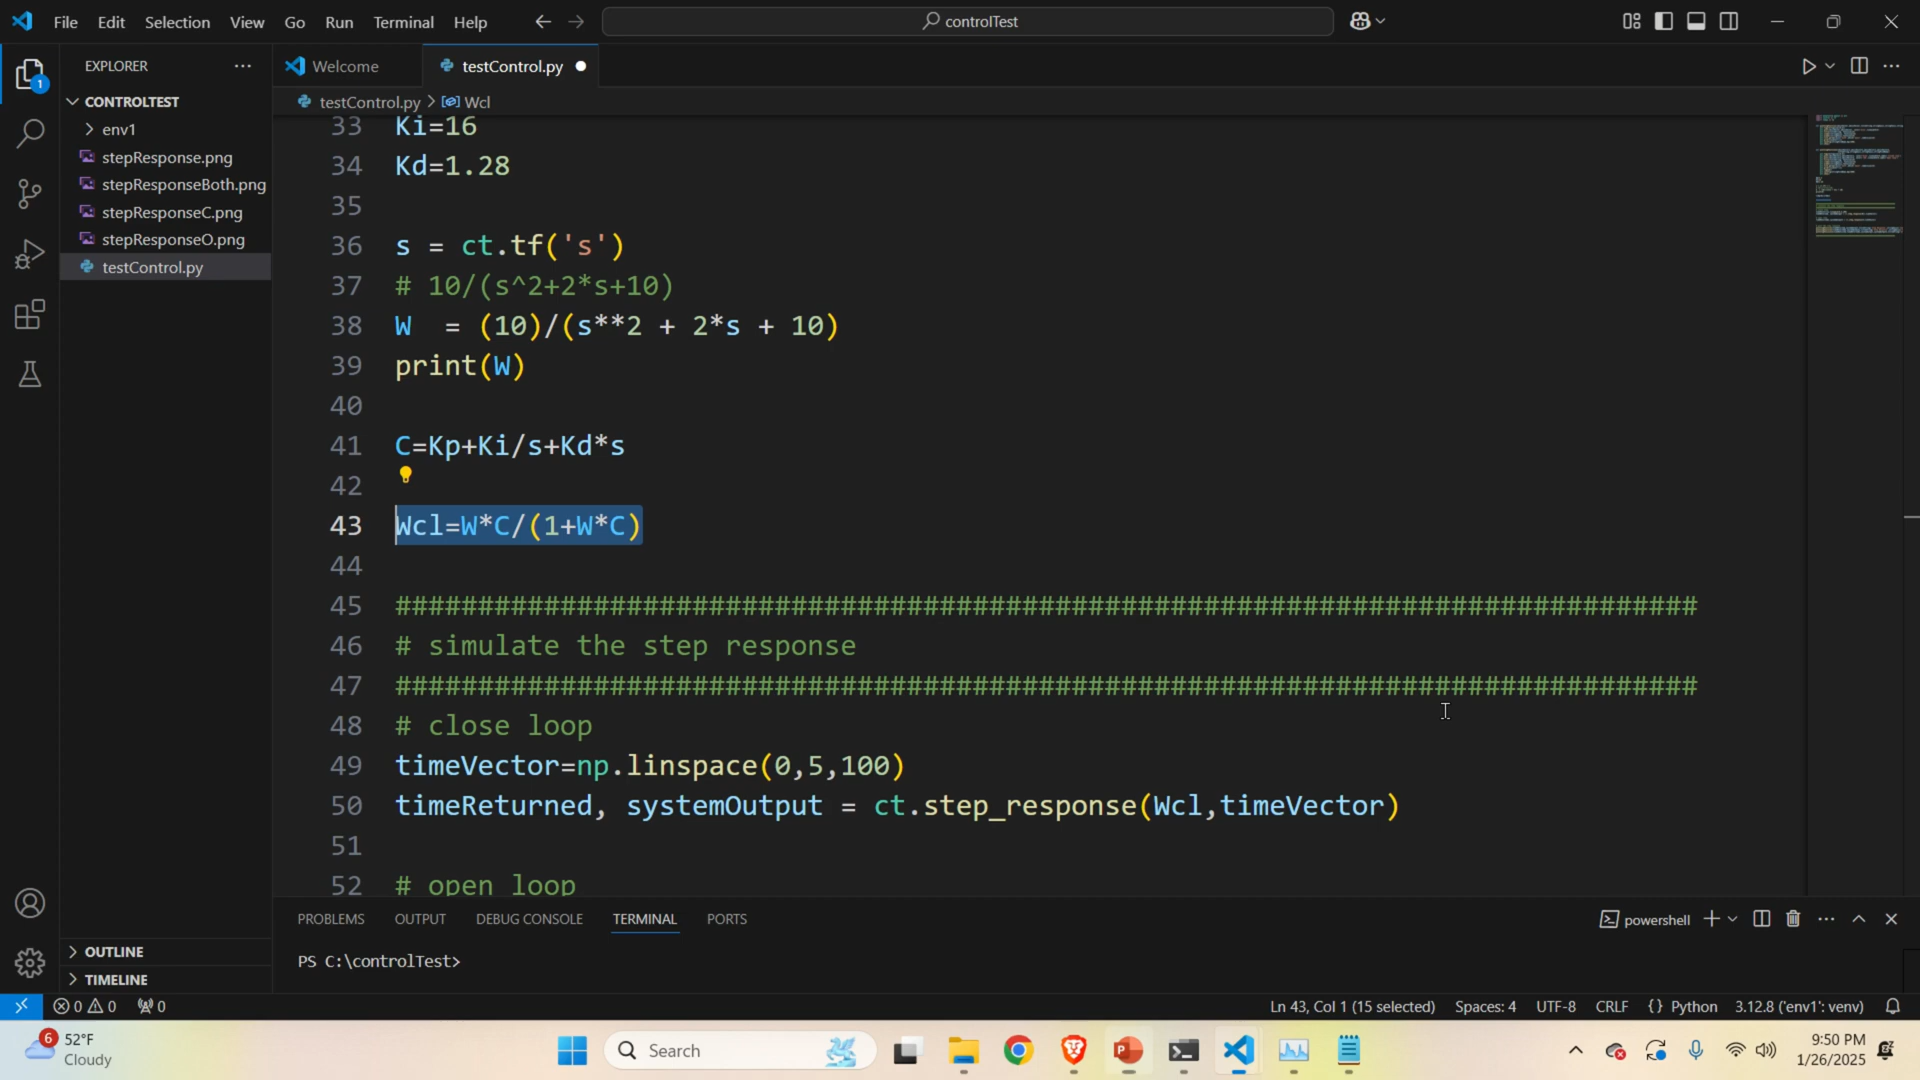 File Edit Selection View Go Run Terminal Help
controlTest
EXPLORER
Welcome
testControl.py
testControl.py > Wcl
1
CONTROLTEST
env1
stepResponse.png
stepResponseBoth.png
stepResponseC.png
stepResponseO.png
testControl.py
33 Ki=16
34 Kd=1.28
35
36 s = ct.tf('s')
37 # 10/(s^2+2*s+10)
38 W  = (10)/(s**2 + 2*s + 10)
39 print(W)
40
41 C=Kp+Ki/s+Kd*s
42
43 Wcl=W*C/(1+W*C)
44
45 ###############################################################################
46 # simulate the step response
47 ###############################################################################
48 # close loop
49 timeVector=np.linspace(0,5,100)
50 timeReturned, systemOutput = ct.step_response(Wcl,timeVector)
51
52 # open loop
OUTLINE
TIMELINE
PROBLEMS OUTPUT DEBUG CONSOLE TERMINAL PORTS
powershell
PS C:\controlTest>
0 0 0
Ln 43, Col 1 (15 selected) Spaces: 4 UTF-8 CRLF {} Python 3.12.8 ('env1': venv)
6
52°F
Cloudy
Search
9:50 PM
1/26/2025